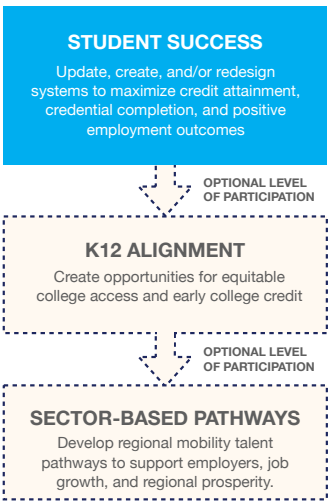 STUDENT SUCCESS
Update, create, and/or redesign
systems to maximize credit attainment,
credential completion, and positive
employment outcomes
OPTIONAL LEVEL
OF PARTICIPATION
K12 ALIGNMENT
Create opportunities for equitable
college access and early college credit
OPTIONAL LEVEL
OF PARTICIPATION
SECTOR-BASED PATHWAYS
Develop regional mobility talent
pathways to support employers, job
growth, and regional prosperity.